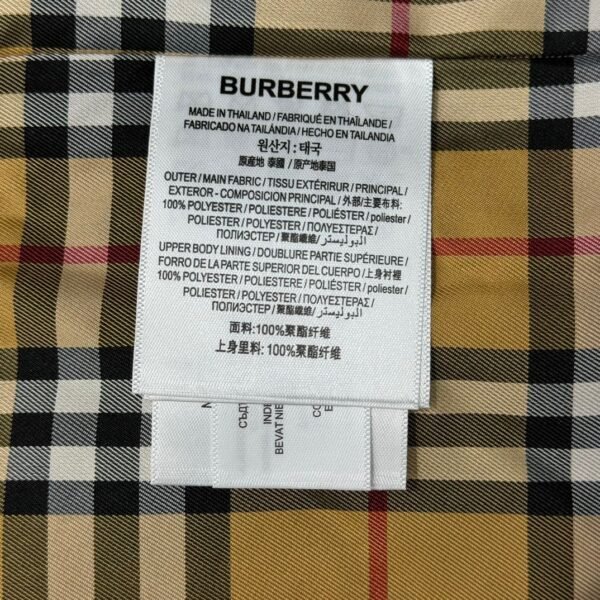 BURBERRY
MADE IN THAILAND / FABRIQUÉ EN THAÏLANDE /
FABRICADO NA TAILÂNDIA / HECHO EN TAILANDIA
원산지 : 태국
原産地 泰國 / 原产地泰国
OUTER / MAIN FABRIC / TISSU EXTÉRIRUR / PRINCIPAL /
EXTEROR - COMPOSICION PRINCIPAL / 外部/主要布料:
100% POLYESTER / POLIESTERE / POLIÉSTER / poliester /
POLIESTER / POLYESTER / ΠΟΛΥΕΣΤΕΡΑΣ /
ПОЛИЭСТЕР / 聚酯纖維 / البوليستر /
UPPER BODY LINING / DOUBLURE PARTIE SUPÉRIEURE /
FORRO DE LA PARTE SUPERIOR DEL CUERPO / 上身衬裡
100% POLYESTER / POLIESTERE / POLIÉSTER / poliester /
POLIESTER / POLYESTER / ΠΟΛΥΕΣΤΕΡΑΣ /
ПОЛИЭСТЕР / 聚酯纖維 / البوليستر /
面料:100%聚酯纤维
上身里料: 100%聚酯纤维
СЪДЪ
INDE
BEVAT NIE